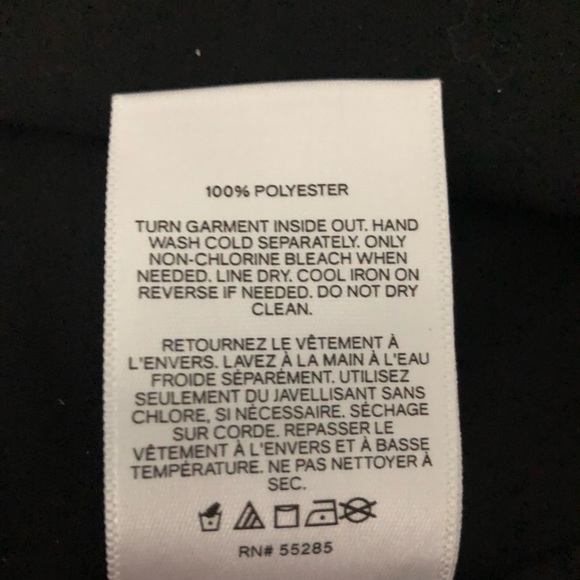 100% POLYESTER
TURN GARMENT INSIDE OUT. HAND
WASH COLD SEPARATELY. ONLY
NON-CHLORINE BLEACH WHEN
NEEDED. LINE DRY. COOL IRON ON
REVERSE IF NEEDED. DO NOT DRY
CLEAN.
RETOURNEZ LE VÊTEMENT À
L'ENVERS. LAVEZ À LA MAIN À L'EAU
FROIDE SÉPARÉMENT. UTILISEZ
SEULEMENT DU JAVELLISANT SANS
CHLORE, SI NÉCESSAIRE. SÉCHAGE
SUR CORDE. REPASSER LE
VÊTEMENT À L'ENVERS ET À BASSE
TEMPÉRATURE. NE PAS NETTOYER À
SEC.
RN# 55285